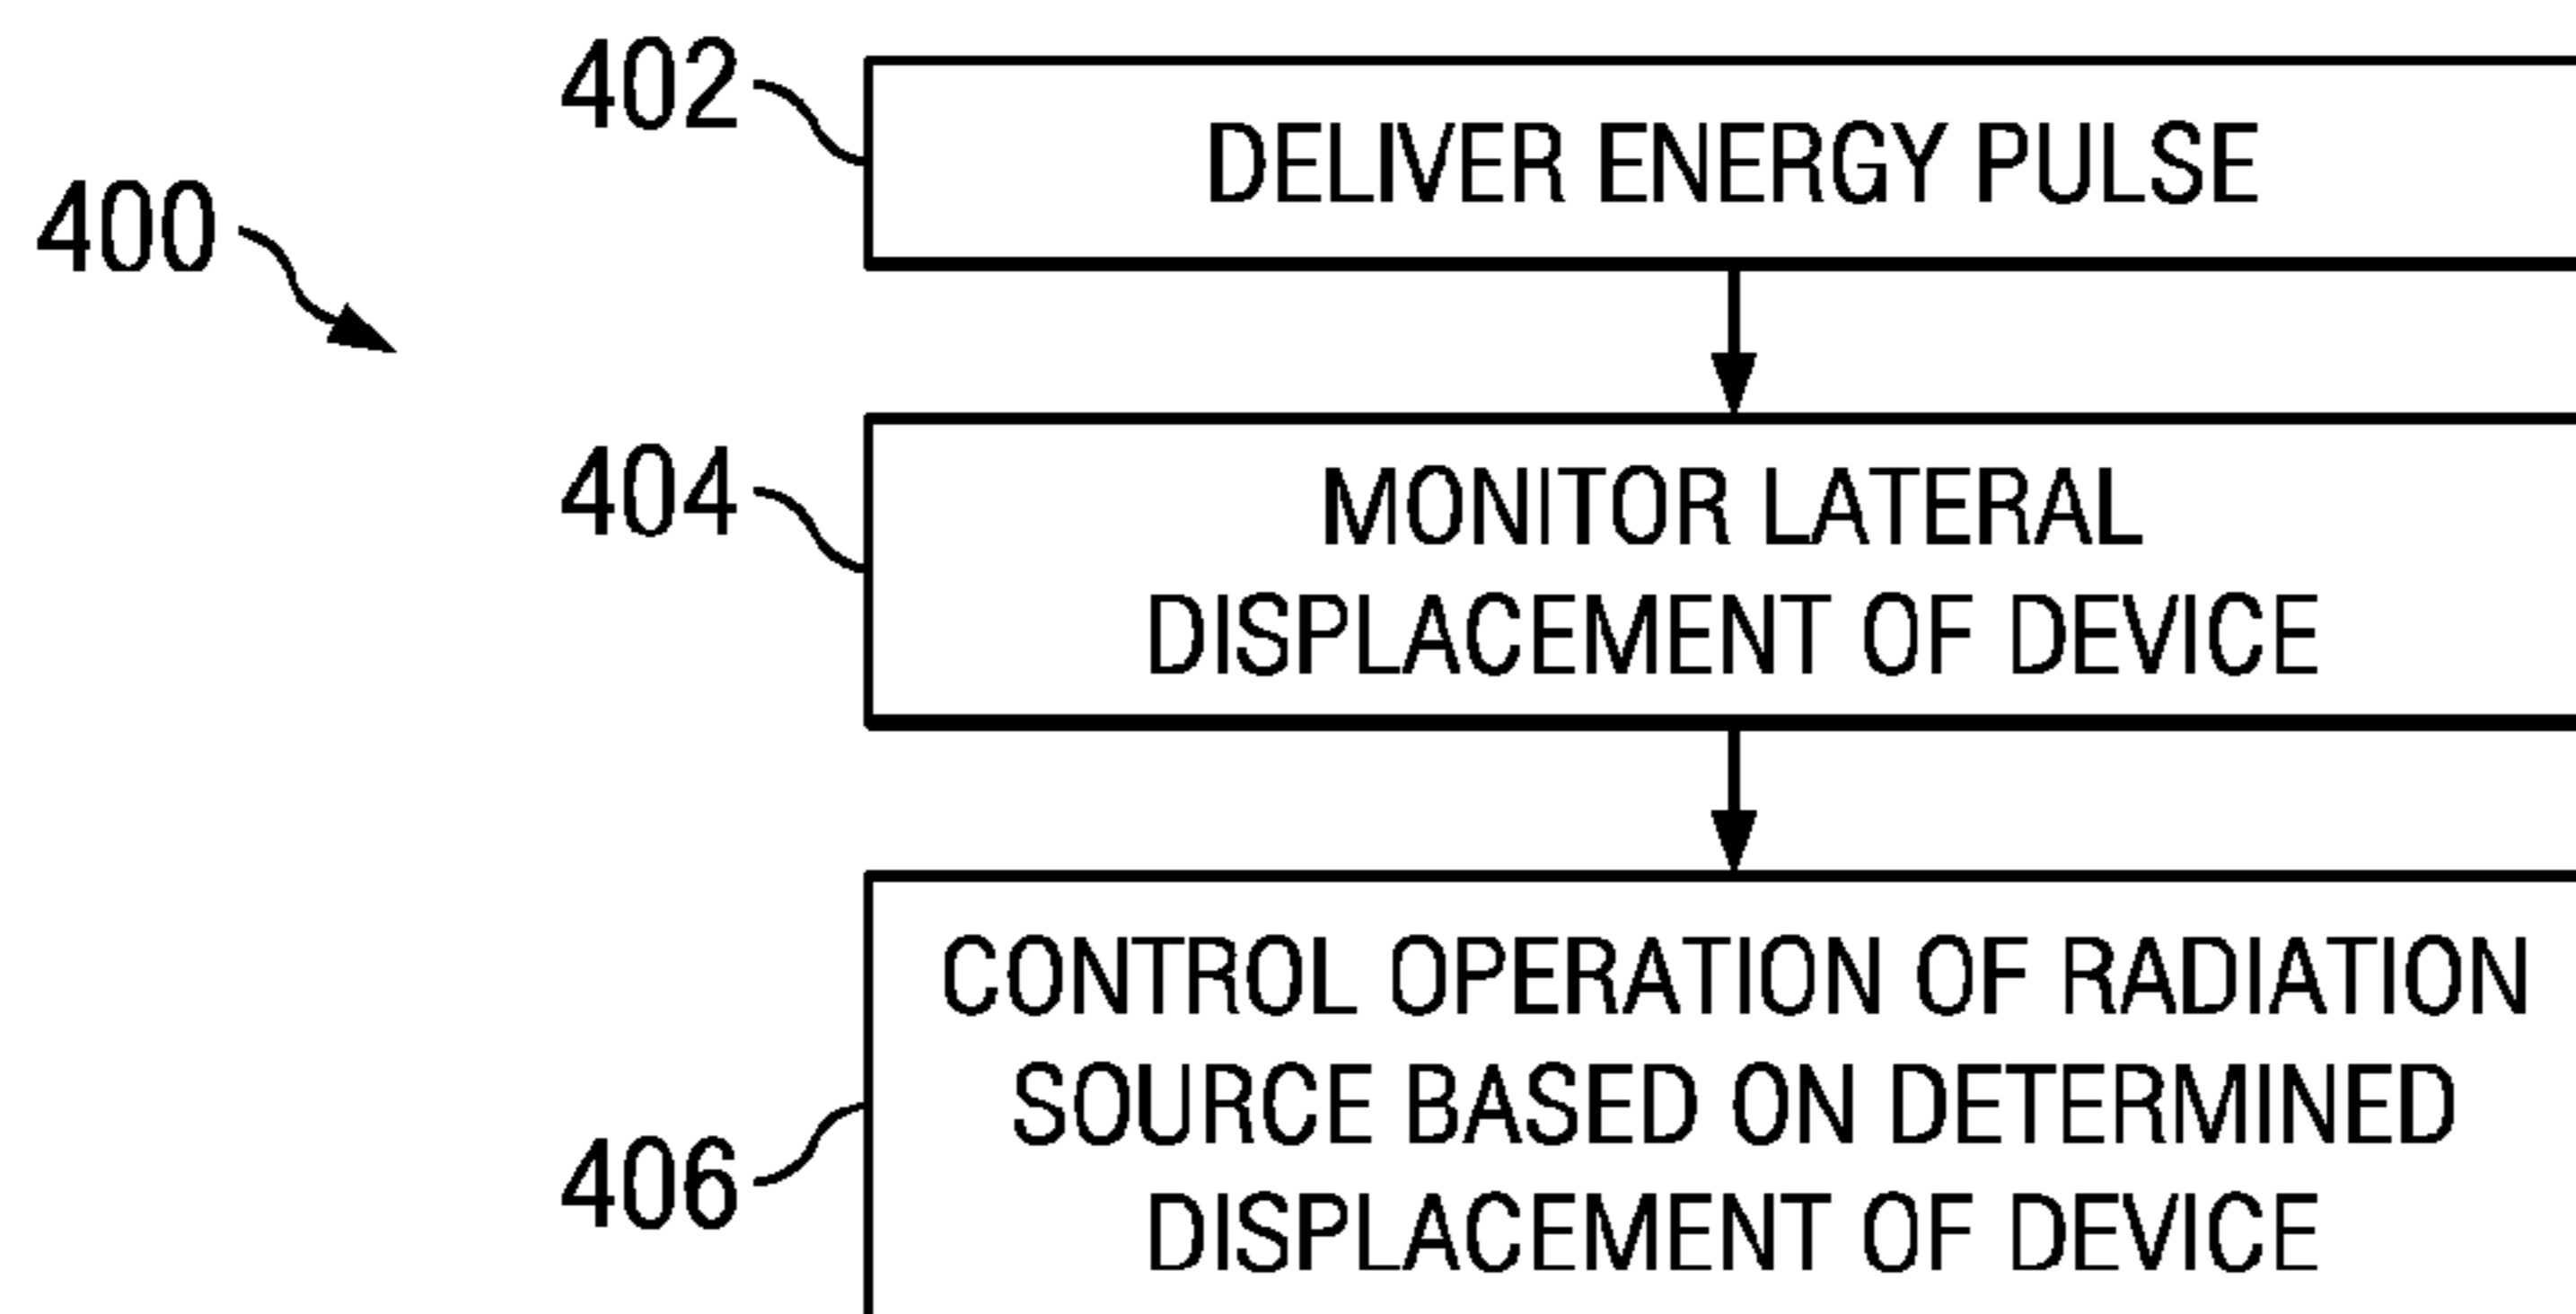 402
DELIVER ENERGY PULSE
400
404
MONITOR LATERAL
DISPLACEMENT OF DEVICE
406
CONTROL OPERATION OF RADIATION
SOURCE BASED ON DETERMINED
DISPLACEMENT OF DEVICE